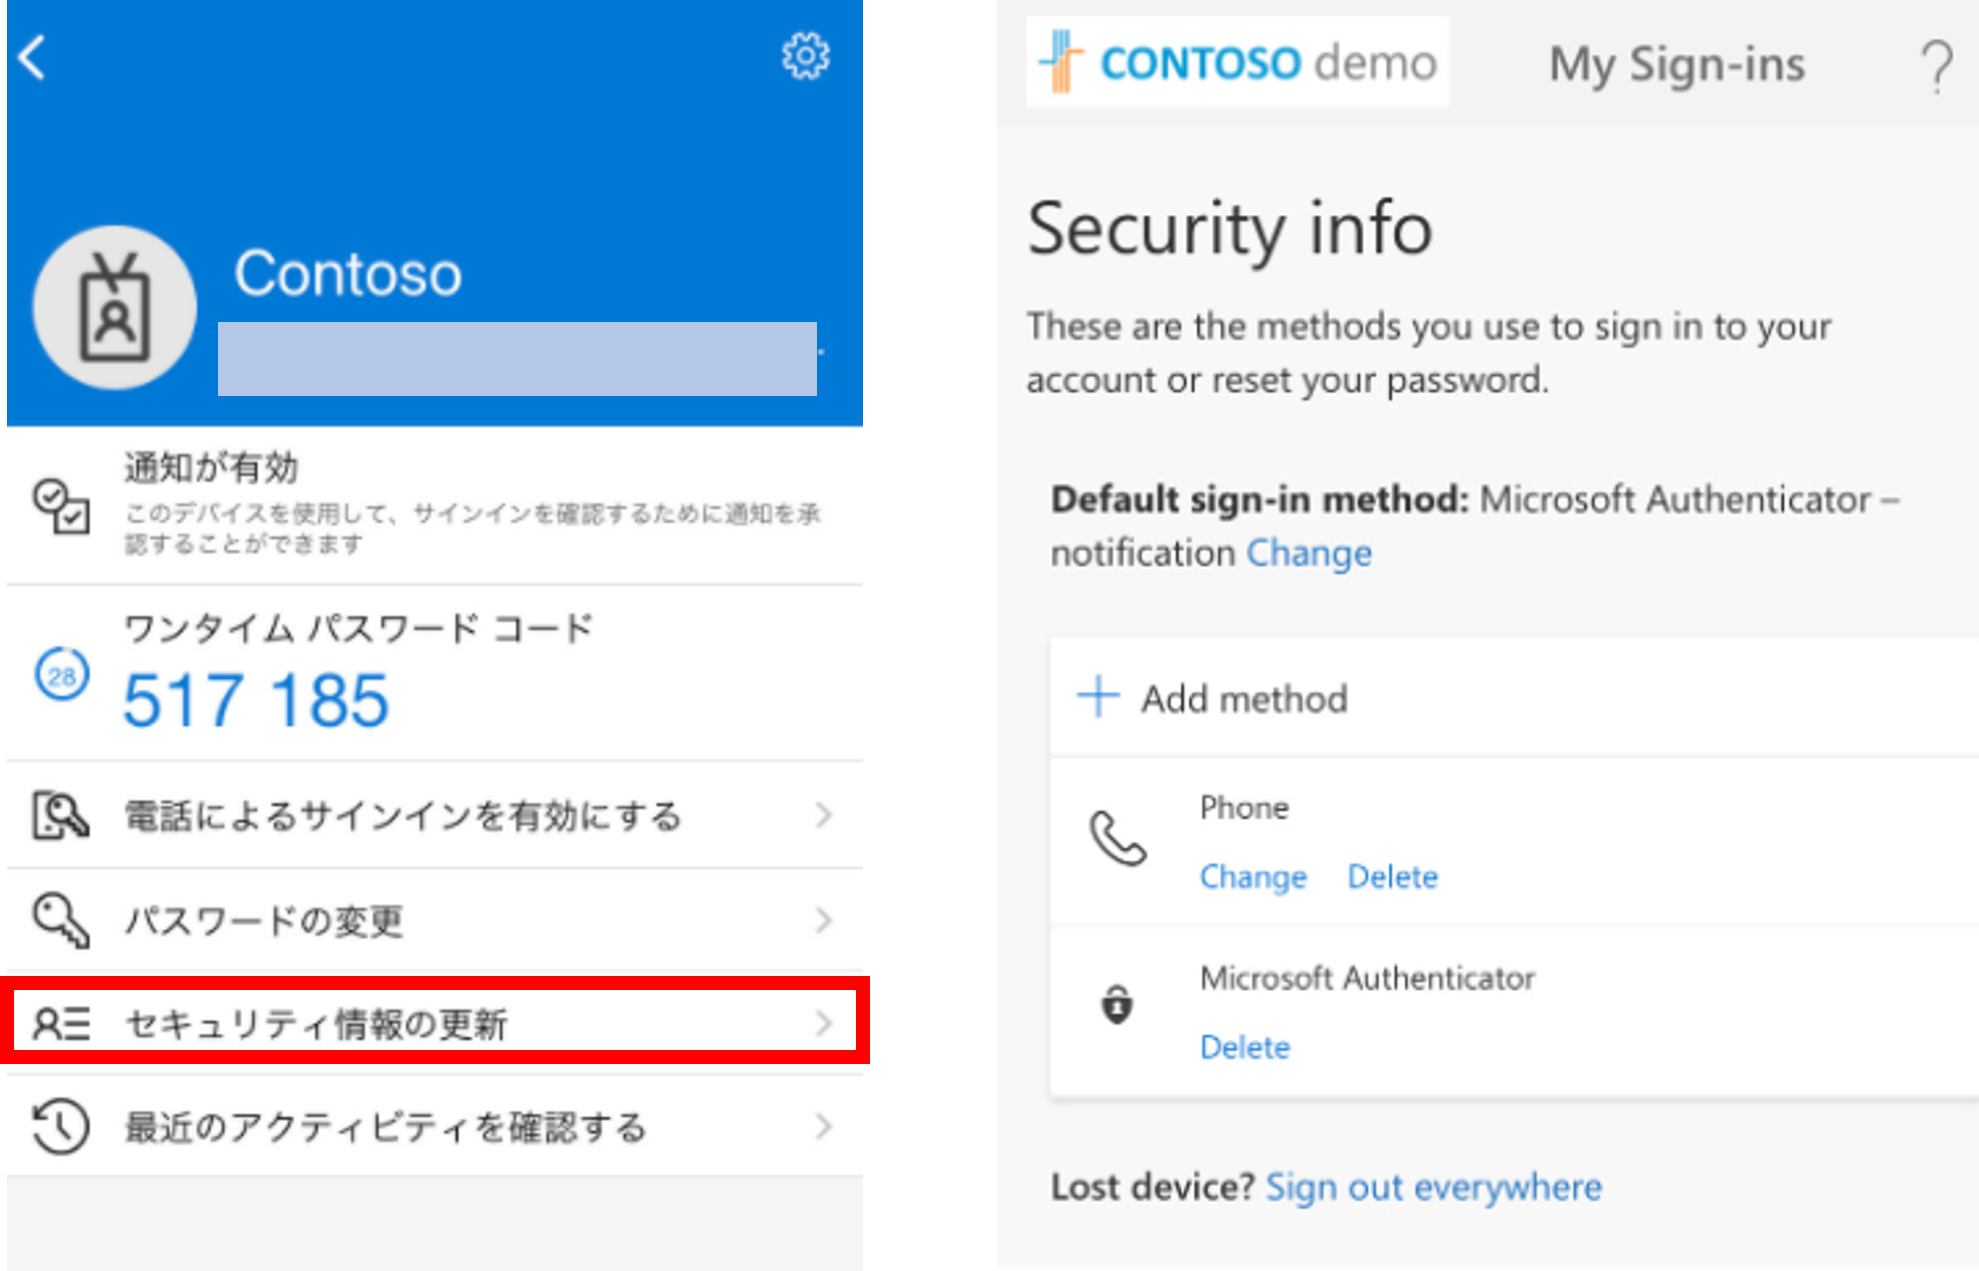 Contoso
通知が有効
このデバイスを使用して、サインインを確認するために通知を承
認することができます
ワンタイム パスワード コード
28
517 185
電話によるサインインを有効にする
パスワードの変更
セキュリティ情報の更新
最近のアクティビティを確認する
CONTOSO demo
My Sign-ins
?
Security info
These are the methods you use to sign in to your
account or reset your password.
Default sign-in method: Microsoft Authenticator –
notification Change
Add method
Phone
Change Delete
Microsoft Authenticator
Delete
Lost device? Sign out everywhere